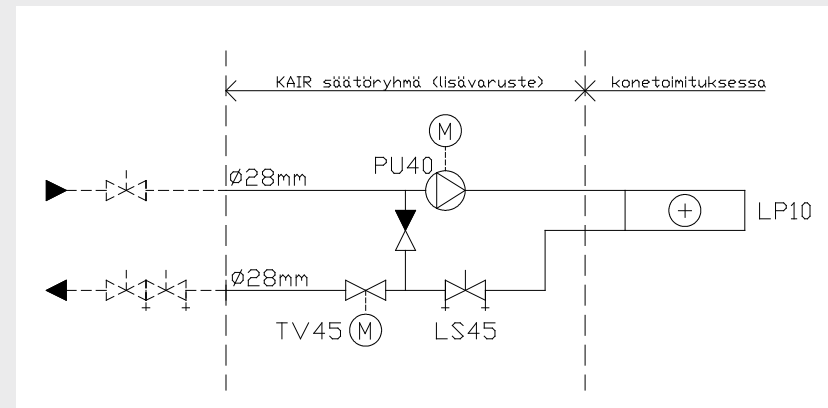 KAIR säätöryhmä (lisävaruste)
konetoimituksessa
M
PU40
Ø28mm
LP10
Ø28mm
TV45
M
LS45